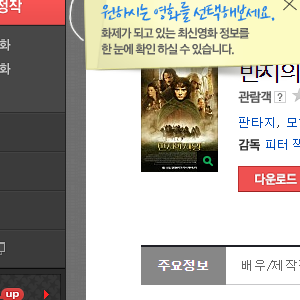 정작
원하시는 영화를 선택해보세요.
화제가 되고 있는 최신영화 정보를
한 눈에 확인 하실 수 있습니다.
화
화
반지의
관람객 ?
판타지, 모
감독 피터 잭
다운로드
주요정보
배우/제작
up